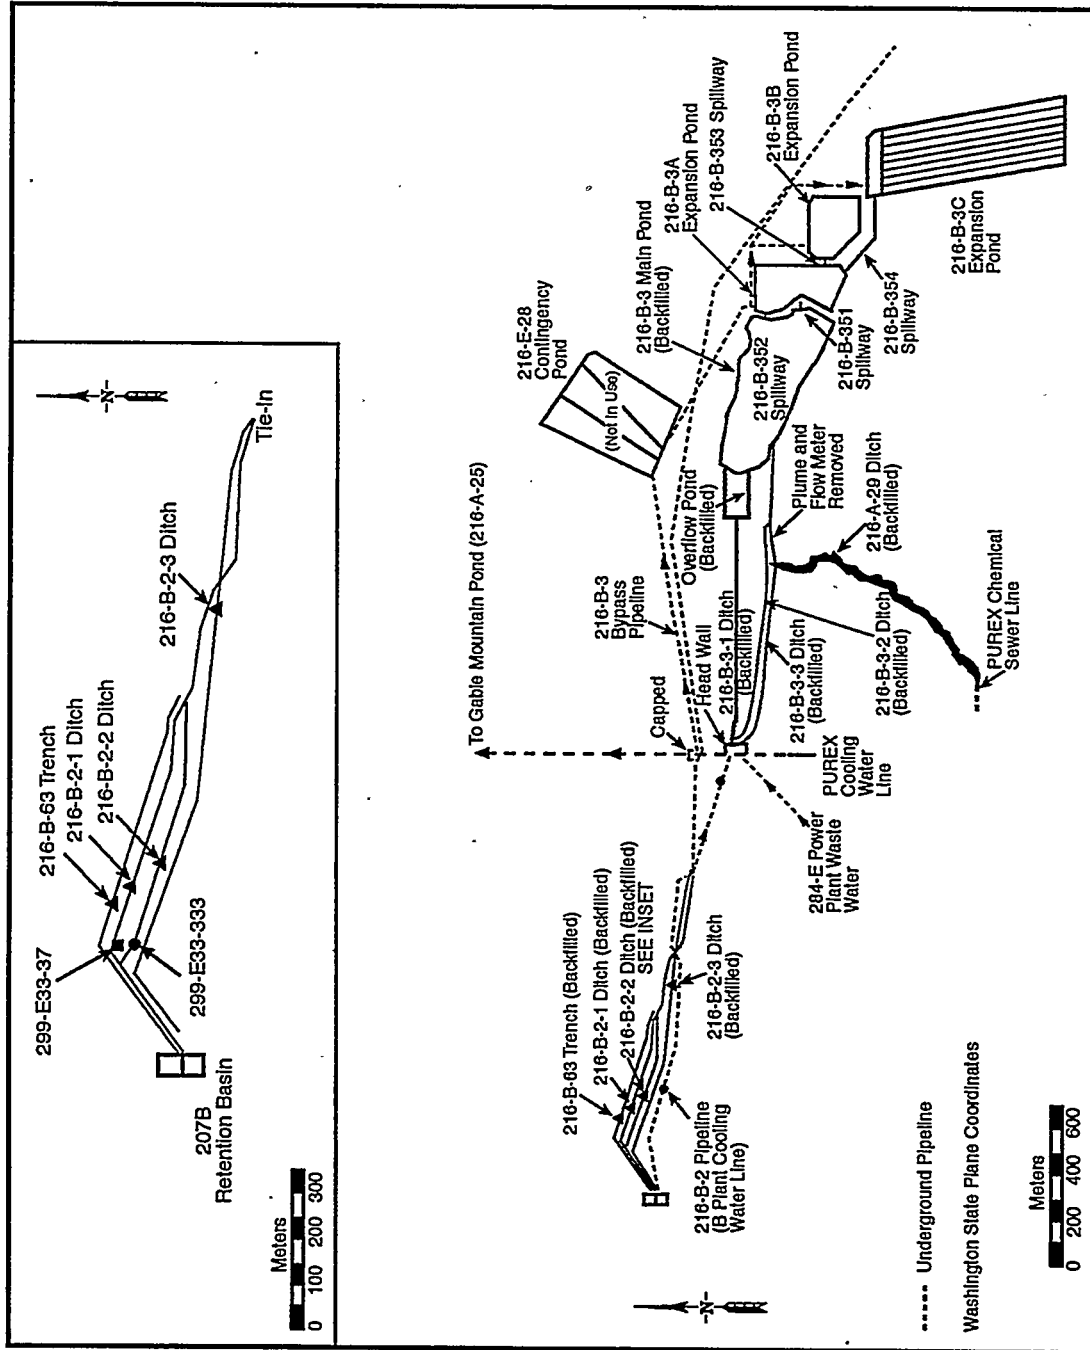 299-E33-37
216-B-63 Trench
216-B-2-1 Ditch
216-B-2-2 Ditch
216-B-2-3 Ditch
-N-
Tie-In
299-E33-333
207B
Retention Basin
Meters
0 100 200 300
To Gable Mountain Pond (216-A-25)
216-E-28
Contingency
Pond
(Not In Use)
216-B-3 Main Pond
(Backfilled)
216-B-3A
Expansion Pond
216-B-353 Spillway
216-B-3B
Expansion Pond
216-B-3
Bypass
Pipeline
Capped
Head Wall
Overflow Pond
(Backfilled)
216-B-352
Spillway
216-B-3-1 Ditch
(Backfilled)
Plume and
Flow Meter
Removed
216-B-351
Spillway
216-B-354
Spillway
216-B-3C
Expansion
Pond
216-B-3-3 Ditch
(Backfilled)
216-B-3-2 Ditch
(Backfilled)
216-A-29 Ditch
(Backfilled)
PUREX Chemical
Sewer Line
PUREX
Cooling
Water
Line
284-E Power
Plant Waste
Water
216-B-63 Trench (Backfilled)
216-B-2-1 Ditch (Backfilled)
216-B-2-2 Ditch (Backfilled)
SEE INSET
216-B-2-3 Ditch
(Backfilled)
216-B-2 Pipeline
(B Plant Cooling
Water Line)
-N-
Underground Pipeline
Washington State Plane Coordinates
Meters
0 200 400 600